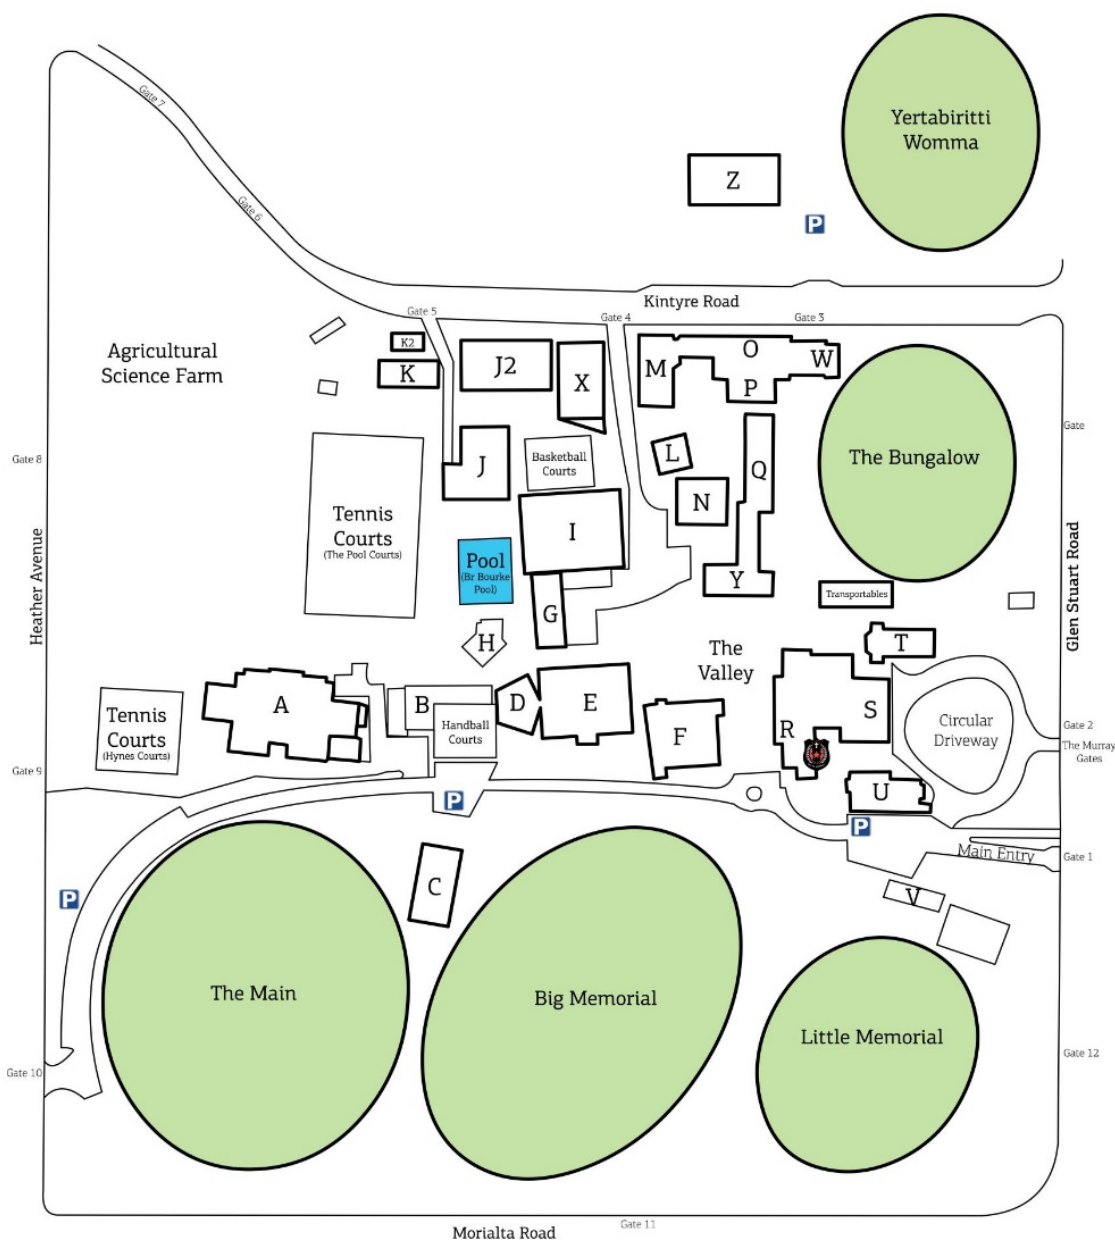 Yertabiritti
Womma
Gate 7
Z
P
Gate 6
Kintyre Road
Gate 5
Gate 4
Gate 3
Agricultural
Science Farm
K2
K
J2
X
M
O
P
W
Gate
Gate 8
J
Basketball
Courts
L
Q
The Bungalow
N
Tennis
Courts
(The Pool Courts)
I
Pool
(Br Bourke
Pool)
Heather Avenue
Glen Stuart Road
Y
Transportables
G
H
T
The
Valley
A
B
D
E
F
S
R
Handball
Courts
Tennis
Courts
(Hynes Courts)
Circular
Driveway
Gate 2
The Murray
Gates
Gate 9
P
U
P
Main Entry
Gate 1
C
V
P
The Main
Big Memorial
Little Memorial
Gate 12
Gate 10
Gate 11
Morialta Road